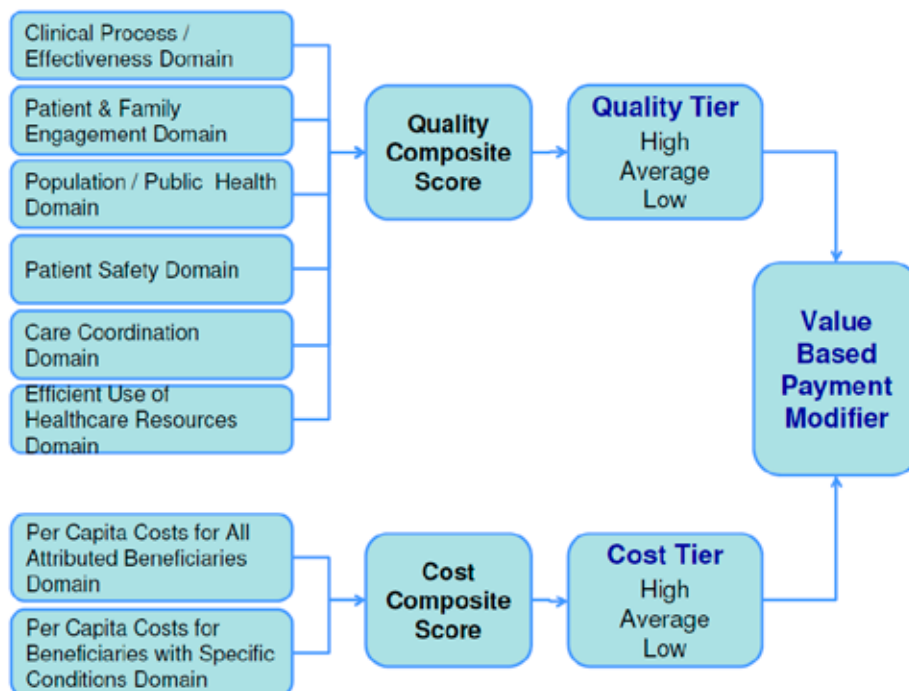 Clinical Process /
Effectiveness Domain
Patient & Family
Engagement Domain
Population / Public Health
Domain
Patient Safety Domain
Care Coordination
Domain
Efficient Use of
Healthcare Resources
Domain
Quality
Composite
Score
Quality Tier
High
Average
Low
Value
Based
Payment
Modifier
Per Capita Costs for All
Attributed Beneficiaries
Domain
Per Capita Costs for
Beneficiaries with Specific
Conditions Domain
Cost
Composite
Score
Cost Tier
High
Average
Low